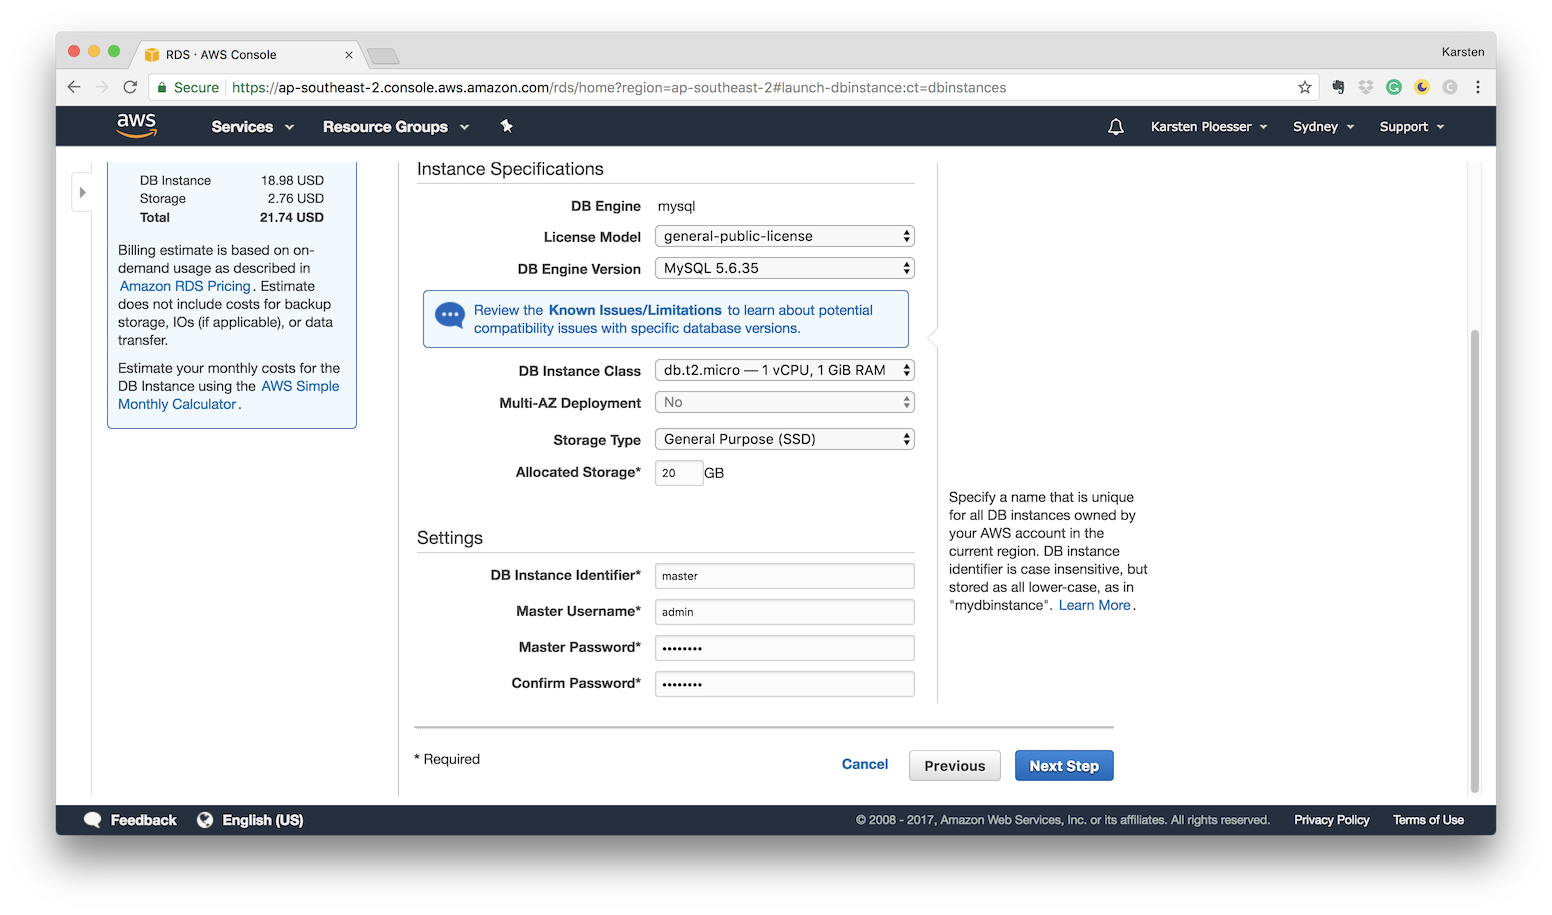 RDS · AWS Console
Karsten
Secure
https://ap-southeast-2.console.aws.amazon.com/rds/home?region=ap-southeast-2#launch-dbinstance:ct=dbinstances
aws
Services
Resource Groups
Karsten Ploesser
Sydney
Support
DB Instance 18.98 USD
Storage 2.76 USD
Total 21.74 USD
Billing estimate is based on on-
demand usage as described in
Amazon RDS Pricing. Estimate
does not include costs for backup
storage, IOs (if applicable), or data
transfer.
Estimate your monthly costs for the
DB Instance using the AWS Simple
Monthly Calculator.
Instance Specifications
DB Engine mysql
License Model general-public-license
DB Engine Version MySQL 5.6.35
Review the Known Issues/Limitations to learn about potential
compatibility issues with specific database versions.
DB Instance Class db.t2.micro — 1 vCPU, 1 GiB RAM
Multi-AZ Deployment No
Storage Type General Purpose (SSD)
Allocated Storage* 20 GB
Settings
DB Instance Identifier* master
Master Username* admin
Master Password* ••••••••
Confirm Password* ••••••••
Specify a name that is unique
for all DB instances owned by
your AWS account in the
current region. DB instance
identifier is case insensitive, but
stored as all lower-case, as in
"mydbinstance". Learn More.
* Required
Cancel
Previous
Next Step
Feedback
English (US)
© 2008 - 2017, Amazon Web Services, Inc. or its affiliates. All rights reserved.
Privacy Policy
Terms of Use